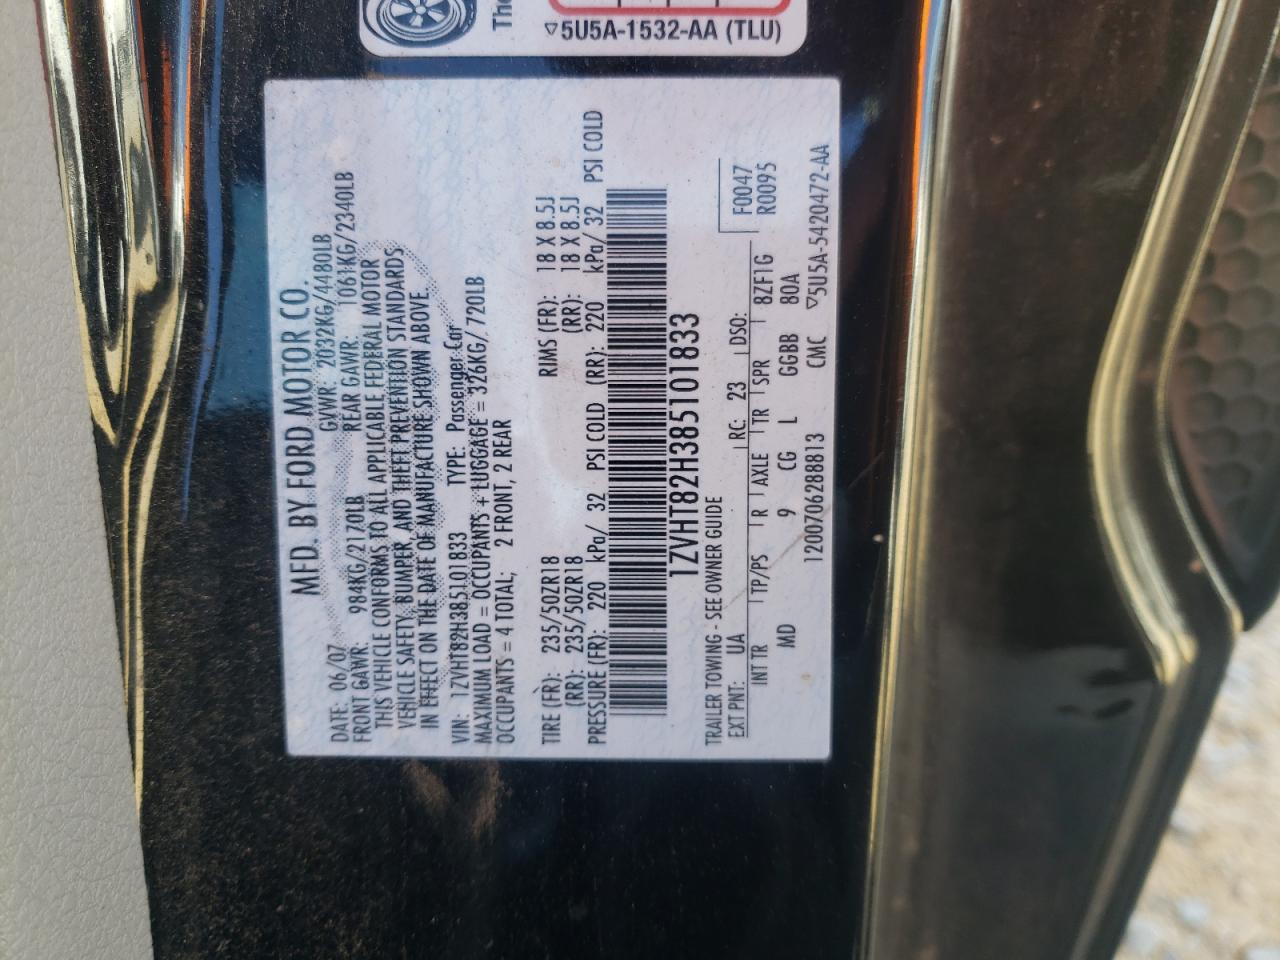 The
▽5U5A-1532-AA (TLU)
MFD. BY FORD MOTOR CO.
DATE: 06/07 GVWR: 2032KG/4480LB
FRONT GAWR: 984KG/2170LB REAR GAWR: 1061KG/2340LB
THIS VEHICLE CONFORMS TO ALL APPLICABLE FEDERAL MOTOR
VEHICLE SAFETY, BUMPER, AND THEFT PREVENTION STANDARDS
IN EFFECT ON THE DATE OF MANUFACTURE SHOWN ABOVE.
VIN: 1ZVHT82H385101833 TYPE: Passenger Car
MAXIMUM LOAD = OCCUPANTS + LUGGAGE = 326KG/ 720LB
OCCUPANTS = 4 TOTAL; 2 FRONT, 2 REAR
TIRE (FR): 235/50ZR18 RIMS (FR): 18 X 8.5J
(RR): 235/50ZR18 (RR): 18 X 8.5J
PRESSURE (FR): 220 kPa/ 32 PSI COLD (RR): 220 kPa/ 32 PSI COLD
1ZVHT82H385101833
TRAILER TOWING - SEE OWNER GUIDE
EXT PNT: UA RC: 23 DSO: F0047
R0095
INT TR TP/PS R AXLE TR SPR 8ZF1G
MD 9 CG L GGBB 80A
120070628813 CMC ▽5U5A-5420472-AA